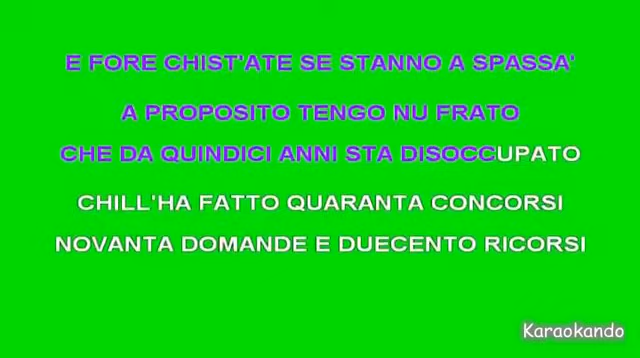 E FORE CHIST'ATE SE STANNO A SPASSA'
A PROPOSITO TENGO NU FRATO
CHE DA QUINDICI ANNI STA DISOCCUPATO
CHILL'HA FATTO QUARANTA CONCORSI
NOVANTA DOMANDE E DUECENTO RICORSI
Karaokando